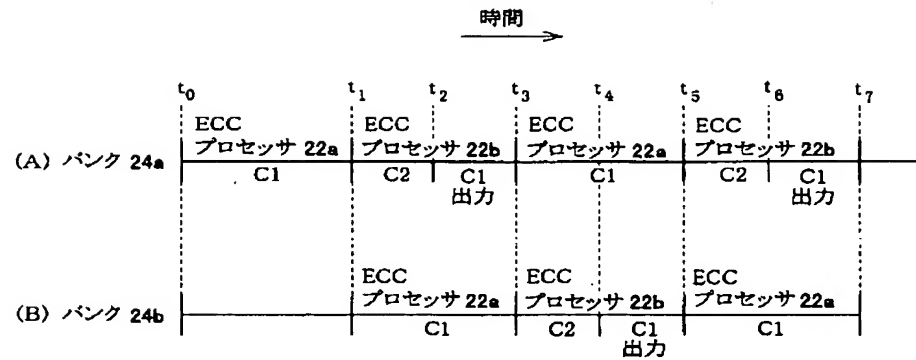 時間
t0 t1 t2 t3 t4 t5 t6 t7
ECC ECC ECC ECC
プロセッサ 22a プロセッサ 22b プロセッサ 22a プロセッサ 22b
(A) バンク 24a
C1 C2 C1 C1 C2 C1
出力 出力
ECC ECC ECC
プロセッサ 22a プロセッサ 22b プロセッサ 22a
(B) バンク 24b
C1 C2 C1 C1
出力